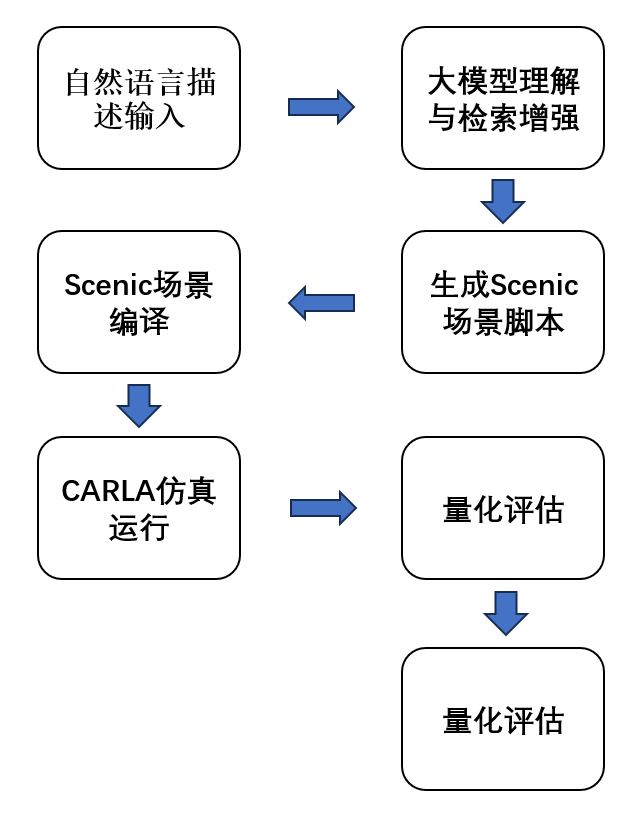 自然语言描
述输入
大模型理解
与检索增强
生成Scenic
场景脚本
Scenic场景
编译
CARLA仿真
运行
量化评估
量化评估